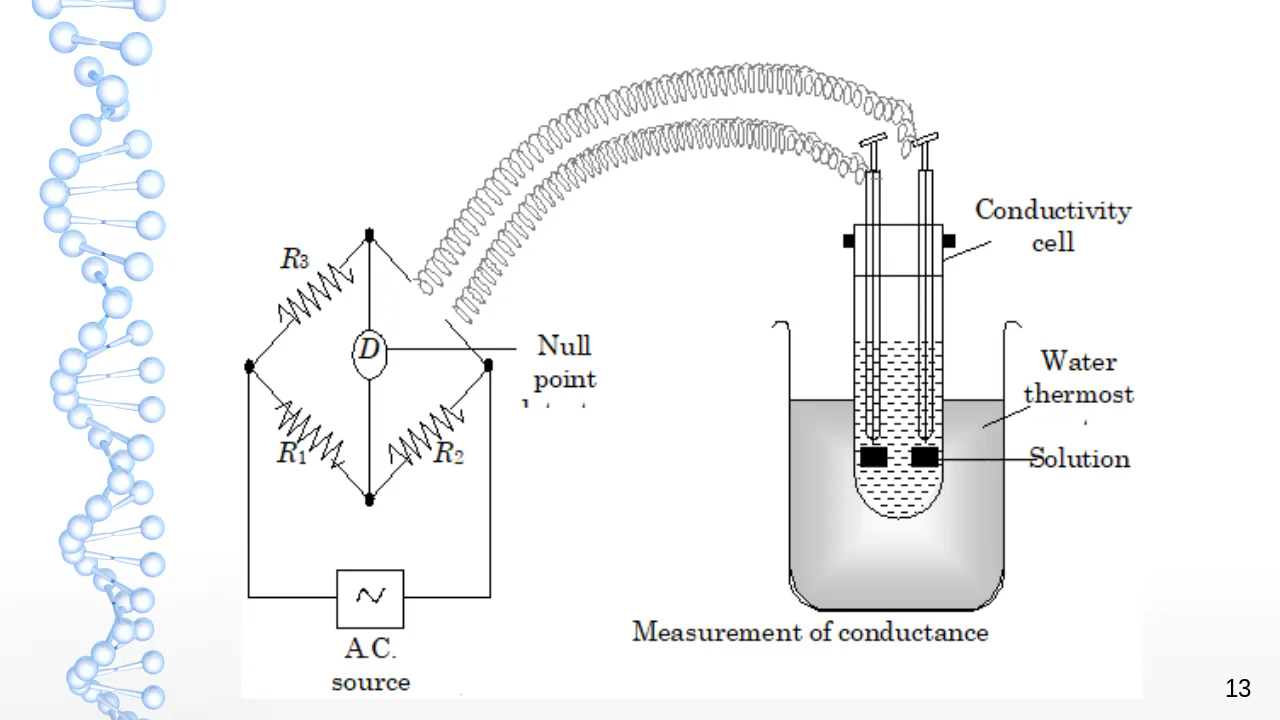 Conductivity
cell
R3
D
Null
point
Water
thermost
R1
R2
Solution
A.C.
source
Measurement of conductance
13